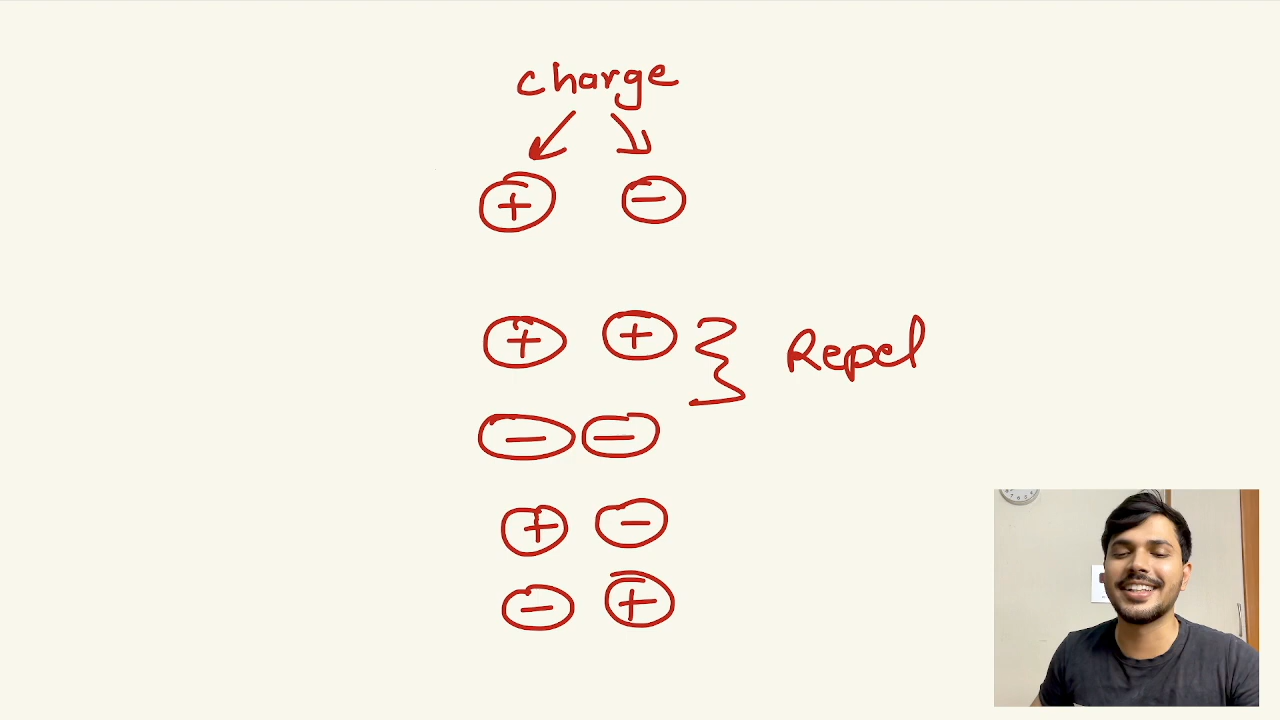 charge
+ -
+ + Repel
- -
+ -
- +